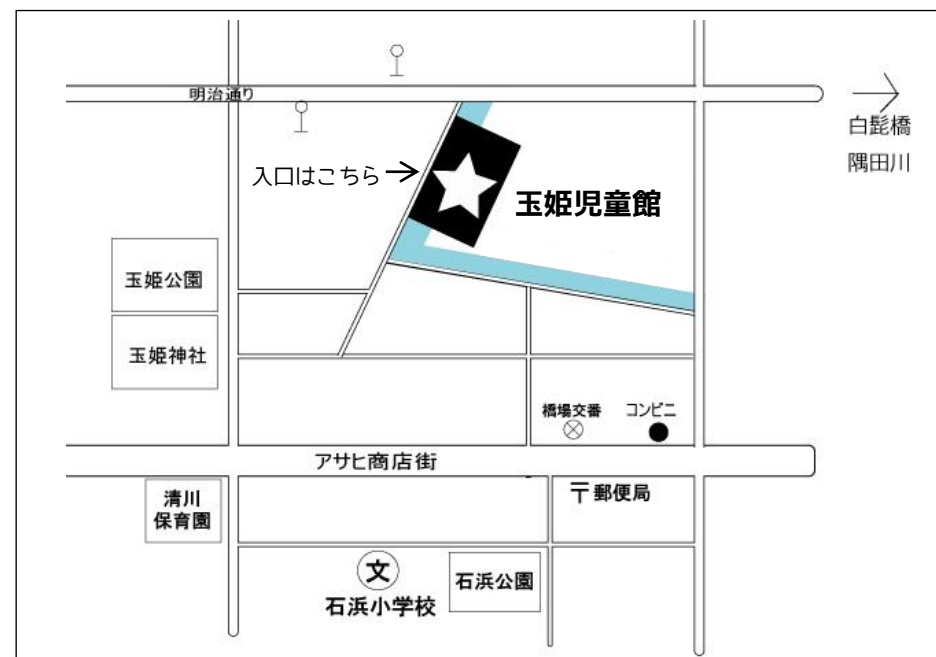 明治通り
白髭橋
隅田川
入口はこちら→
玉姫児童館
玉姫公園
玉姫神社
橋場交番
コンビニ
アサヒ商店街
清川
保育園
〒郵便局
文
石浜小学校
石浜公園